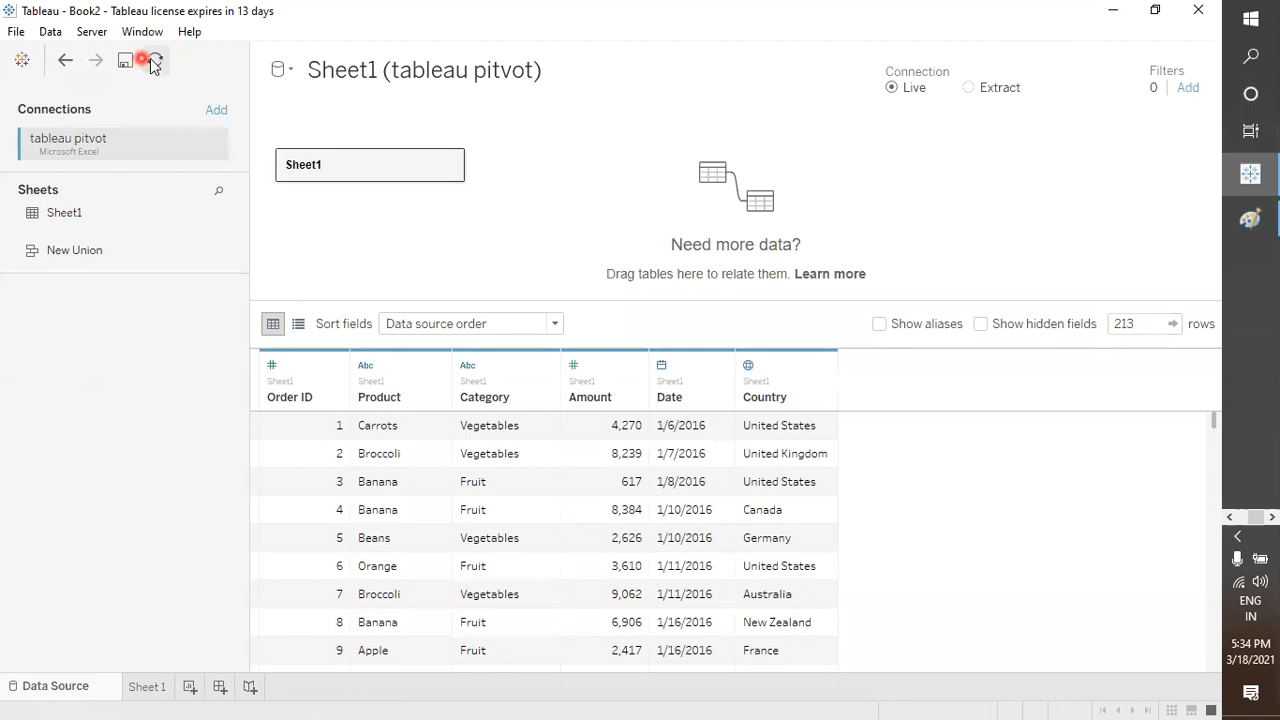 Tableau - Book2 - Tableau license expires in 13 days
File Data Server Window Help
Connections Add
tableau pitvot
Microsoft Excel
Sheets
Sheet1
New Union
Sheet1 (tableau pitvot)
Connection
Live Extract
Filters
0 Add
Sheet1
Need more data?
Drag tables here to relate them. Learn more
Sort fields Data source order Show aliases Show hidden fields 213 rows
# Abc Abc # 
Sheet1 Sheet1 Sheet1 Sheet1 Sheet1 Sheet1
Order ID Product Category Amount Date Country
1 Carrots Vegetables 4,270 1/6/2016 United States
2 Broccoli Vegetables 8,239 1/7/2016 United Kingdom
3 Banana Fruit 617 1/8/2016 United States
4 Banana Fruit 8,384 1/10/2016 Canada
5 Beans Vegetables 2,626 1/10/2016 Germany
6 Orange Fruit 3,610 1/11/2016 United States
7 Broccoli Vegetables 9,062 1/11/2016 Australia
8 Banana Fruit 6,906 1/16/2016 New Zealand
9 Apple Fruit 2,417 1/16/2016 France
Data Source Sheet 1
ENG
IN
5:34 PM
3/18/2021